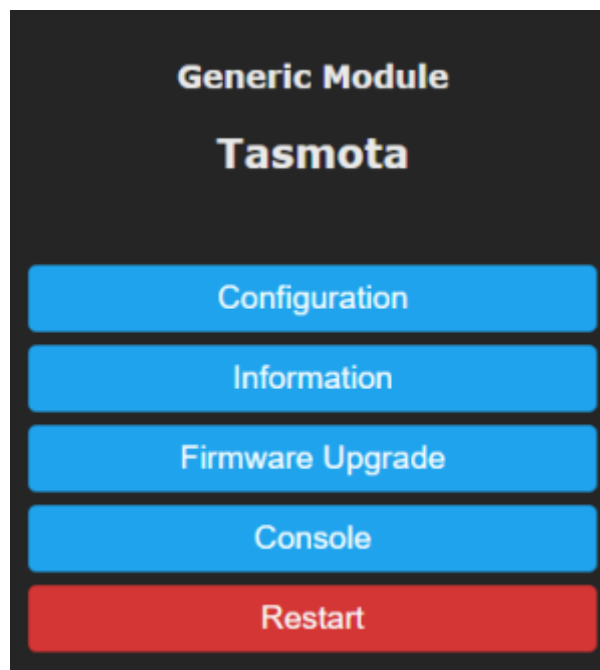 Generic Module
Tasmota
Configuration
Information
Firmware Upgrade
Console
Restart